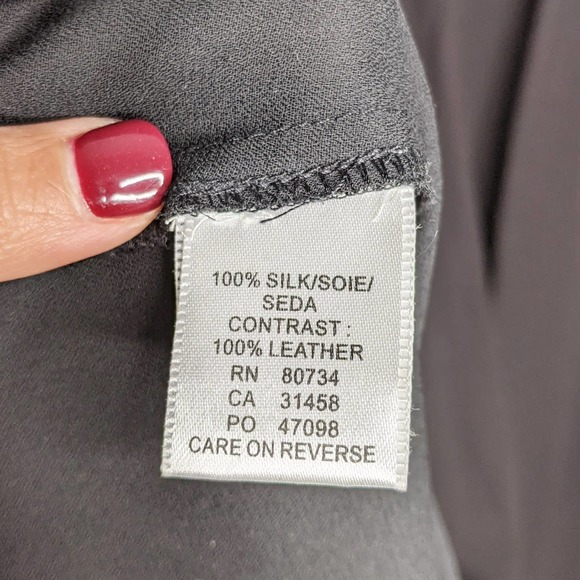 100% SILK/SOIE/
SEDA
CONTRAST :
100% LEATHER
RN 80734
CA 31458
PO 47098
CARE ON REVERSE